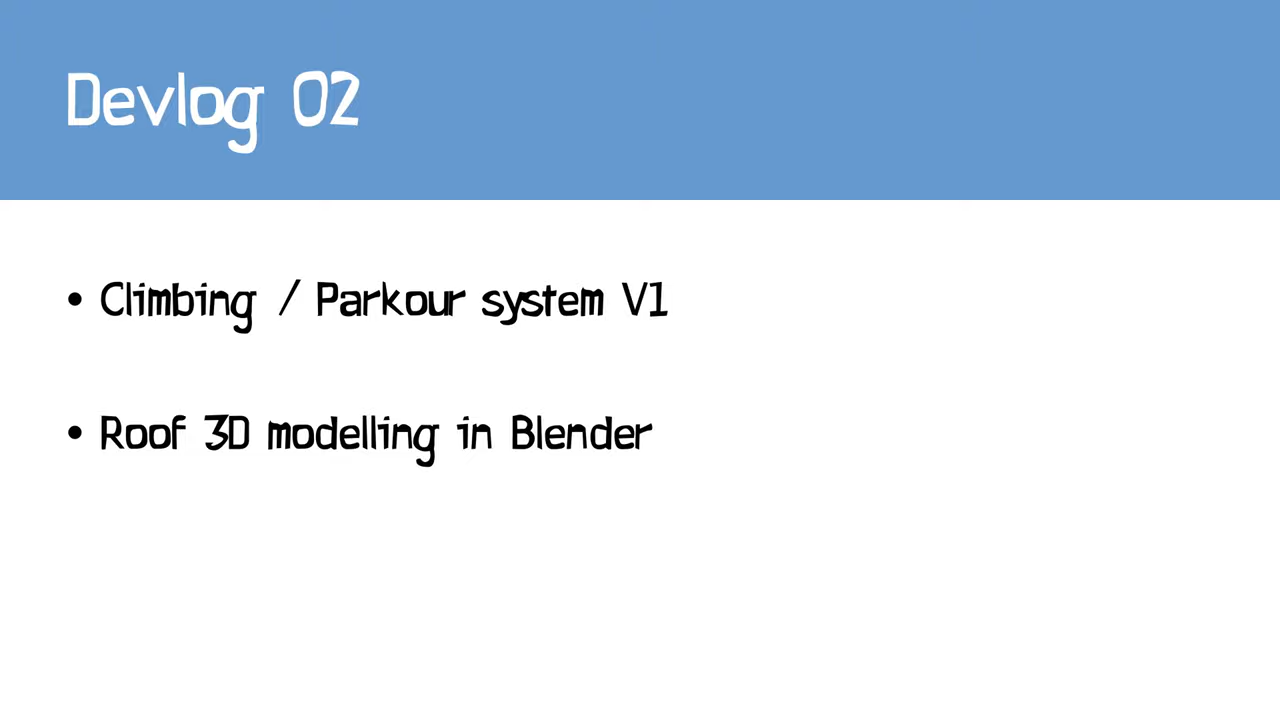 Devlog 02
• Climbing / Parkour system V1
• Roof 3D modelling in Blender